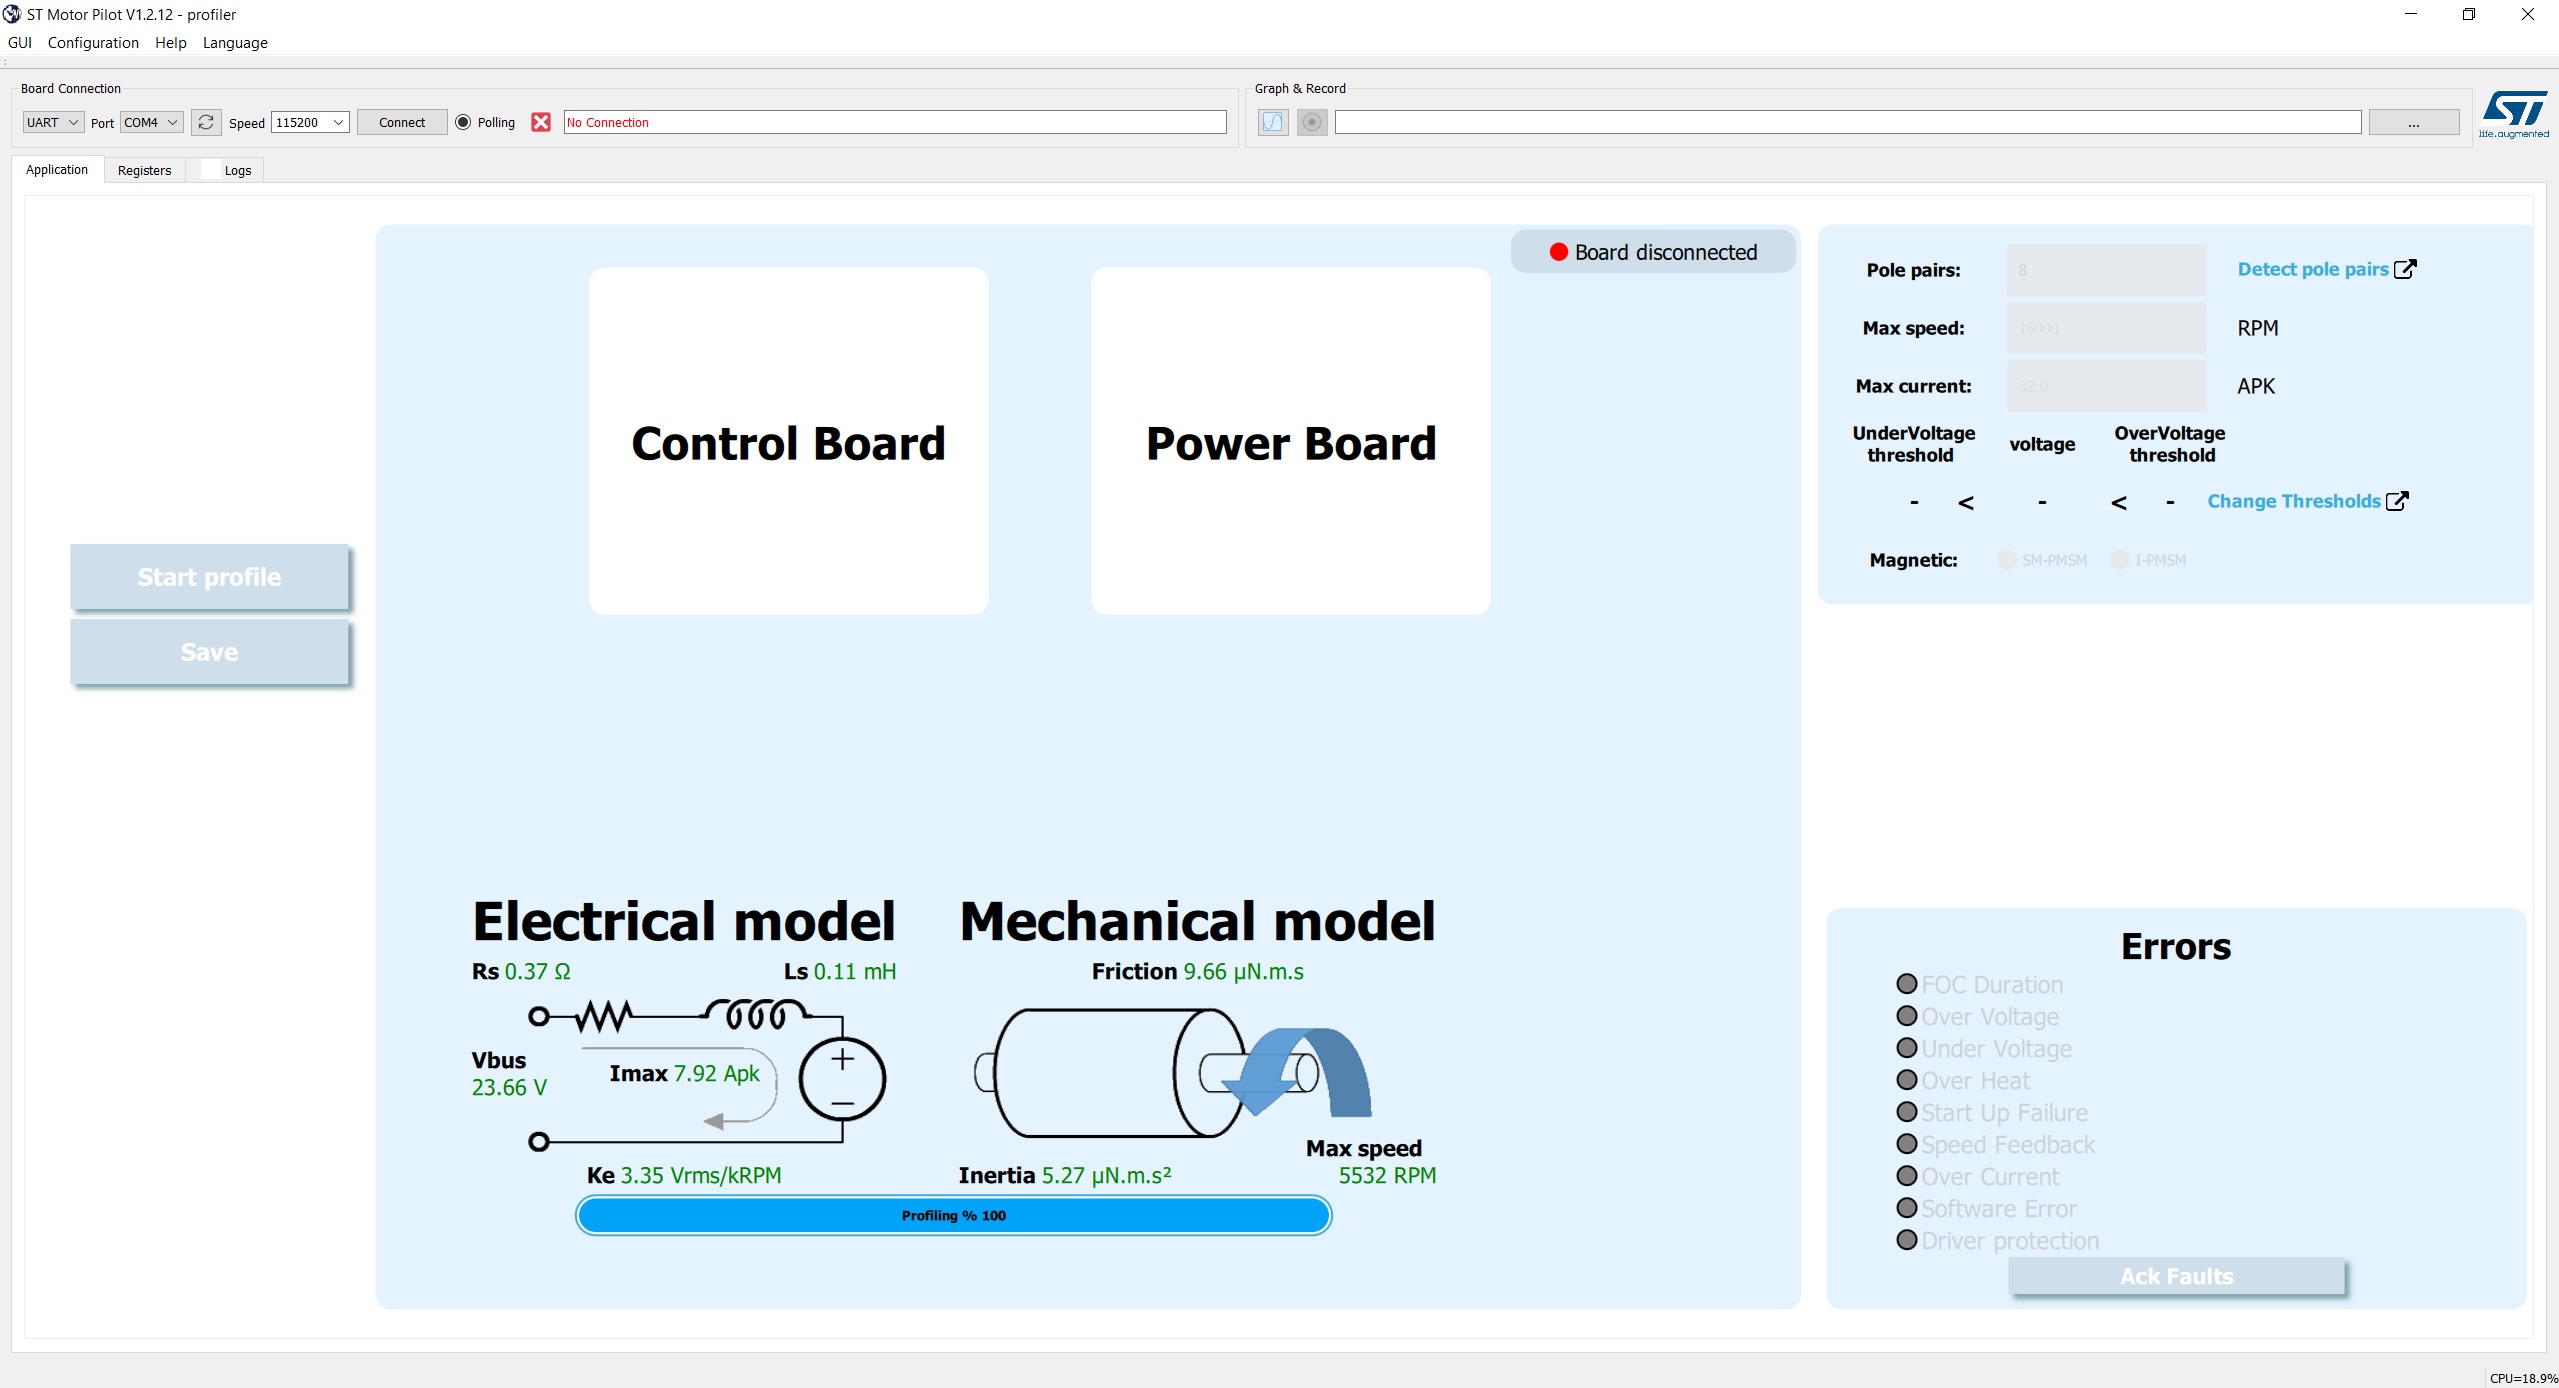 ST Motor Pilot V1.2.12 - profiler
GUI Configuration Help Language
Board Connection
UART Port COM4 Speed 115200 Connect Polling No Connection
Graph & Record
...
ST
life.augmented
Application Registers Logs
Start profile
Save
Board disconnected
Control Board
Power Board
Electrical model
Rs 0.37 Ω Ls 0.11 mH
Vbus
23.66 V
Imax 7.92 Apk
+
−
Ke 3.35 Vrms/kRPM
Mechanical model
Friction 9.66 µN.m.s
Max speed
5532 RPM
Inertia 5.27 µN.m.s²
Profiling % 100
Pole pairs: 8 Detect pole pairs
Max speed: 16000 RPM
Max current: 32.0 APK
UnderVoltage threshold voltage OverVoltage threshold
- < - < - Change Thresholds
Magnetic: SM-PMSM I-PMSM
Errors
FOC Duration
Over Voltage
Under Voltage
Over Heat
Start Up Failure
Speed Feedback
Over Current
Software Error
Driver protection
Ack Faults
CPU=18.9%